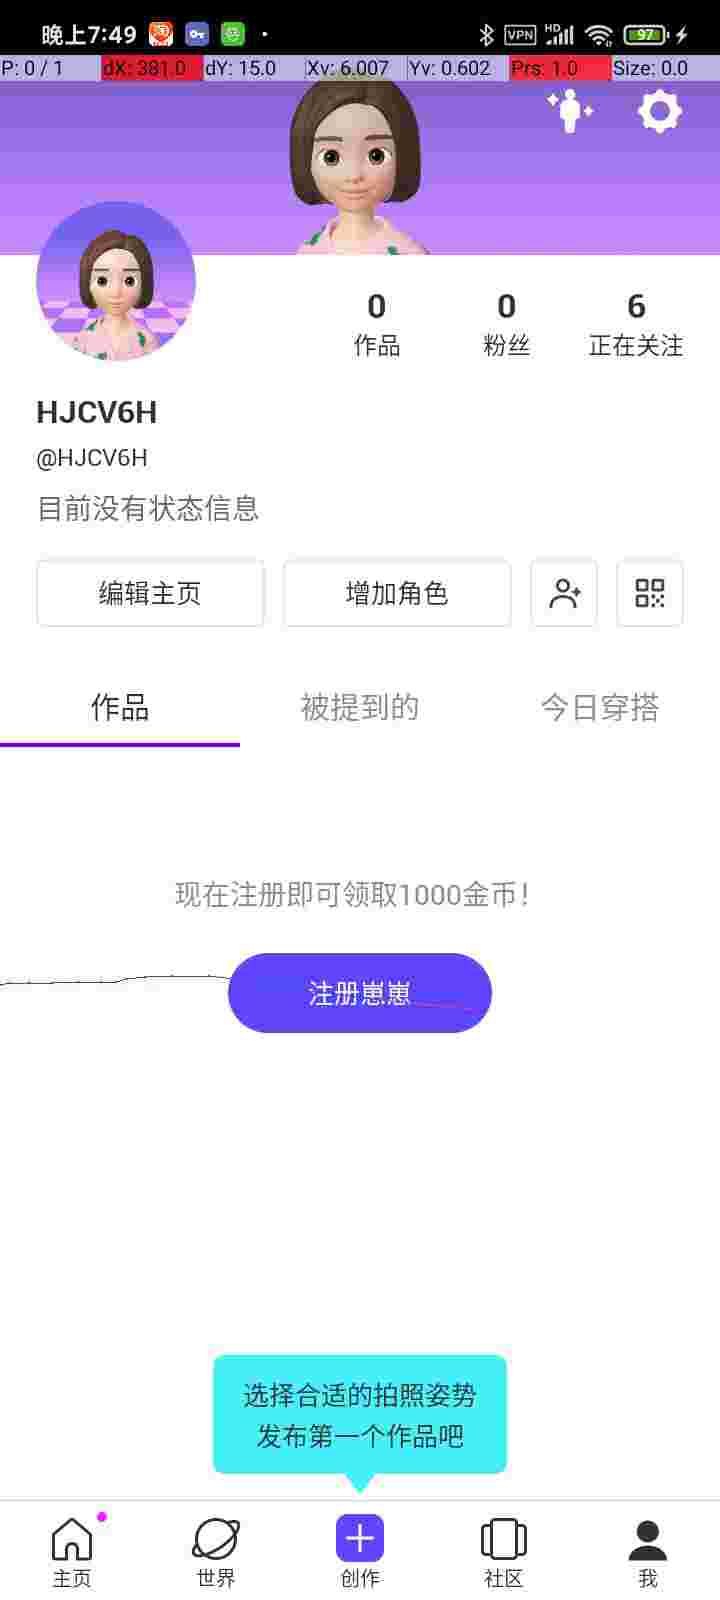 晚上7:49
VPN
HD
97
P: 0 / 1 dX: 381.0 dY: 15.0 Xv: 6.007 Yv: 0.602 Prs: 1.0 Size: 0.0
0 0 6
作品 粉丝 正在关注
HJCV6H
@HJCV6H
目前没有状态信息
编辑主页 增加角色
作品 被提到的 今日穿搭
现在注册即可领取1000金币!
注册崽崽
选择合适的拍照姿势
发布第一个作品吧
主页 世界 创作 社区 我